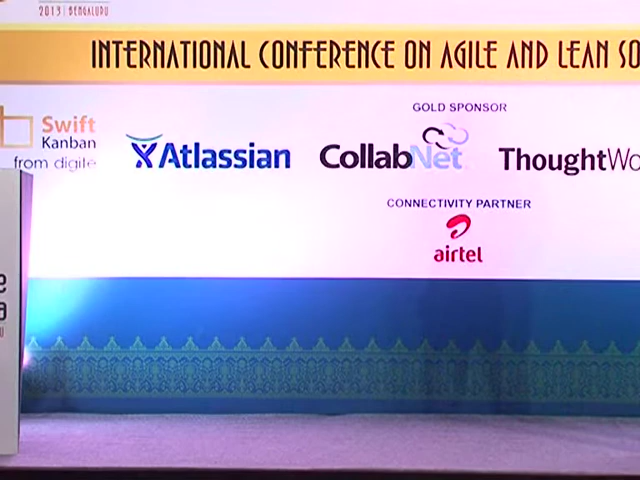 2013 | BENGALURU
INTERNATIONAL CONFERENCE ON AGILE AND LEAN SO
GOLD SPONSOR
Swift
Kanban
from digite
Atlassian
CollabNet
ThoughtWo
CONNECTIVITY PARTNER
airtel
e
a